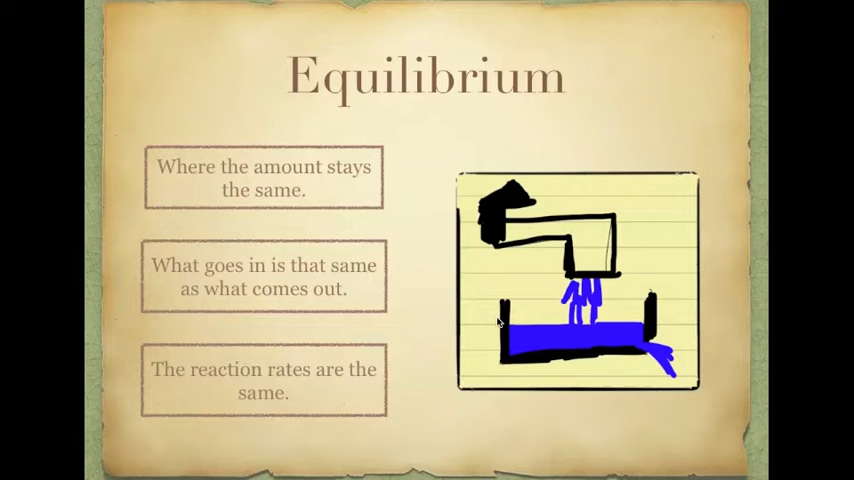 Equilibrium
Where the amount stays
the same.
What goes in is that same
as what comes out.
The reaction rates are the
same.